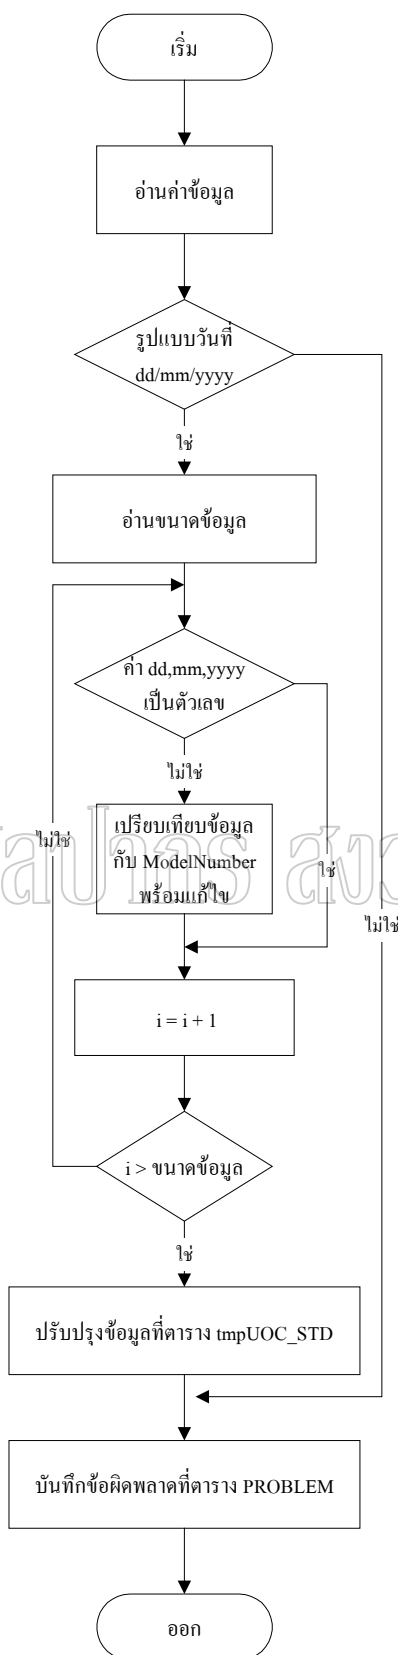 เริ่ม
อ่านค่าข้อมูล
รูปแบบวันที่
dd/mm/yyyy
ใช่
อ่านขนาดข้อมูล
ค่า dd,mm,yyyy
เป็นตัวเลข
ไม่ใช่
เปรียบเทียบข้อมูล
กับ ModelNumber
พร้อมแก้ไข
ไม่ใช่
ใช่
ไม่ใช่
i = i + 1
i > ขนาดข้อมูล
ใช่
ปรับปรุงข้อมูลที่ตาราง tmpUOC_STD
บันทึกข้อผิดพลาดที่ตาราง PROBLEM
ออก